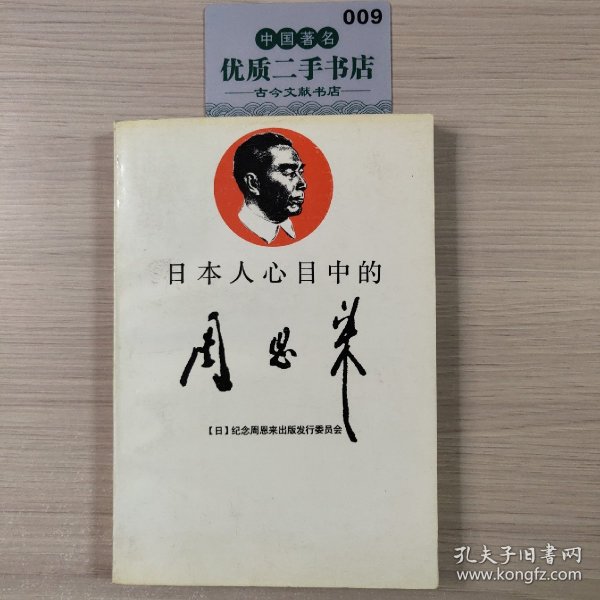 009
中国著名
优质二手书店
古今文献书店
日本人心目中的
周恩来
【日】纪念周恩来出版发行委员会
孔夫子旧书网
www.kongfz.com